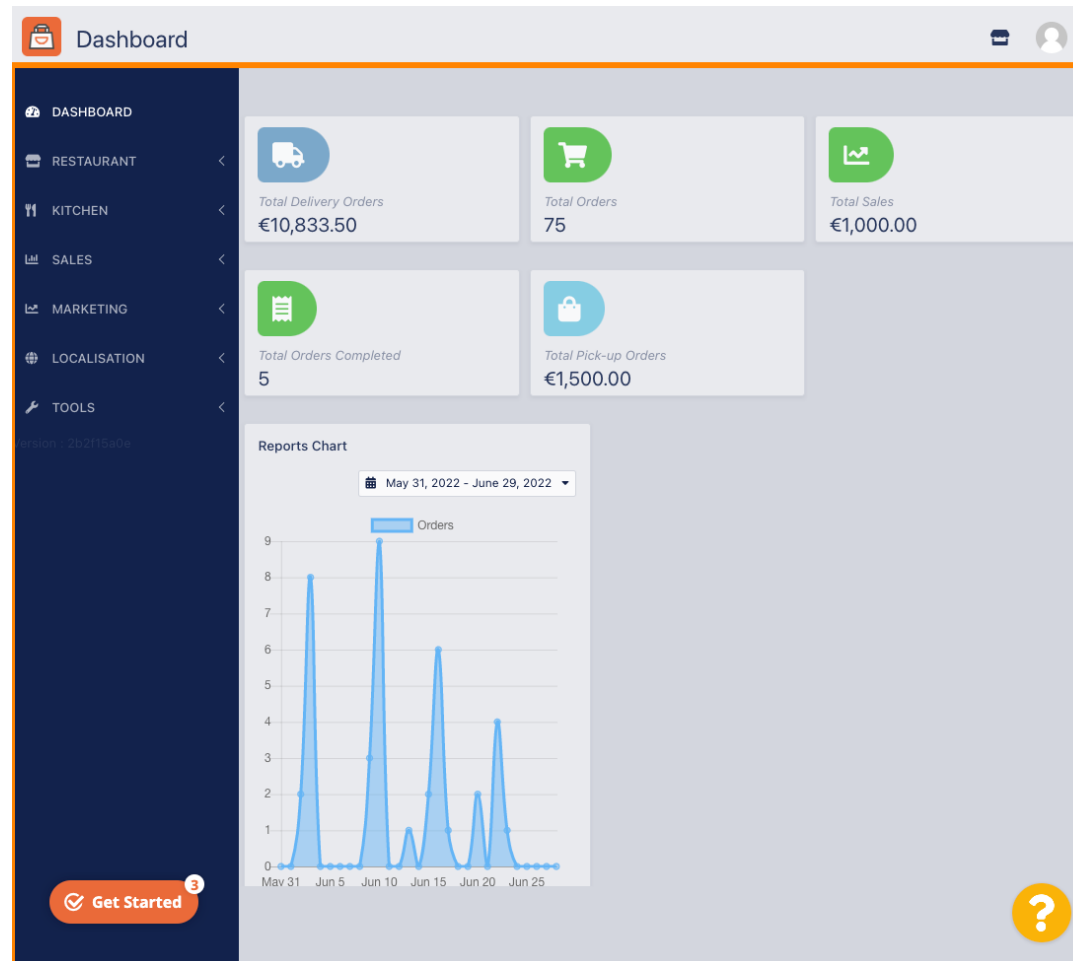 Dashboard
DASHBOARD
RESTAURANT
KITCHEN
SALES
MARKETING
LOCALISATION
TOOLS
Version : 2b2f15a0e
3
Get Started
Total Delivery Orders
€10,833.50
Total Orders
75
Total Sales
€1,000.00
Total Orders Completed
5
Total Pick-up Orders
€1,500.00
Reports Chart
May 31, 2022 - June 29, 2022
Orders
9
8
7
6
5
4
3
2
1
0
May 31 Jun 5 Jun 10 Jun 15 Jun 20 Jun 25
?